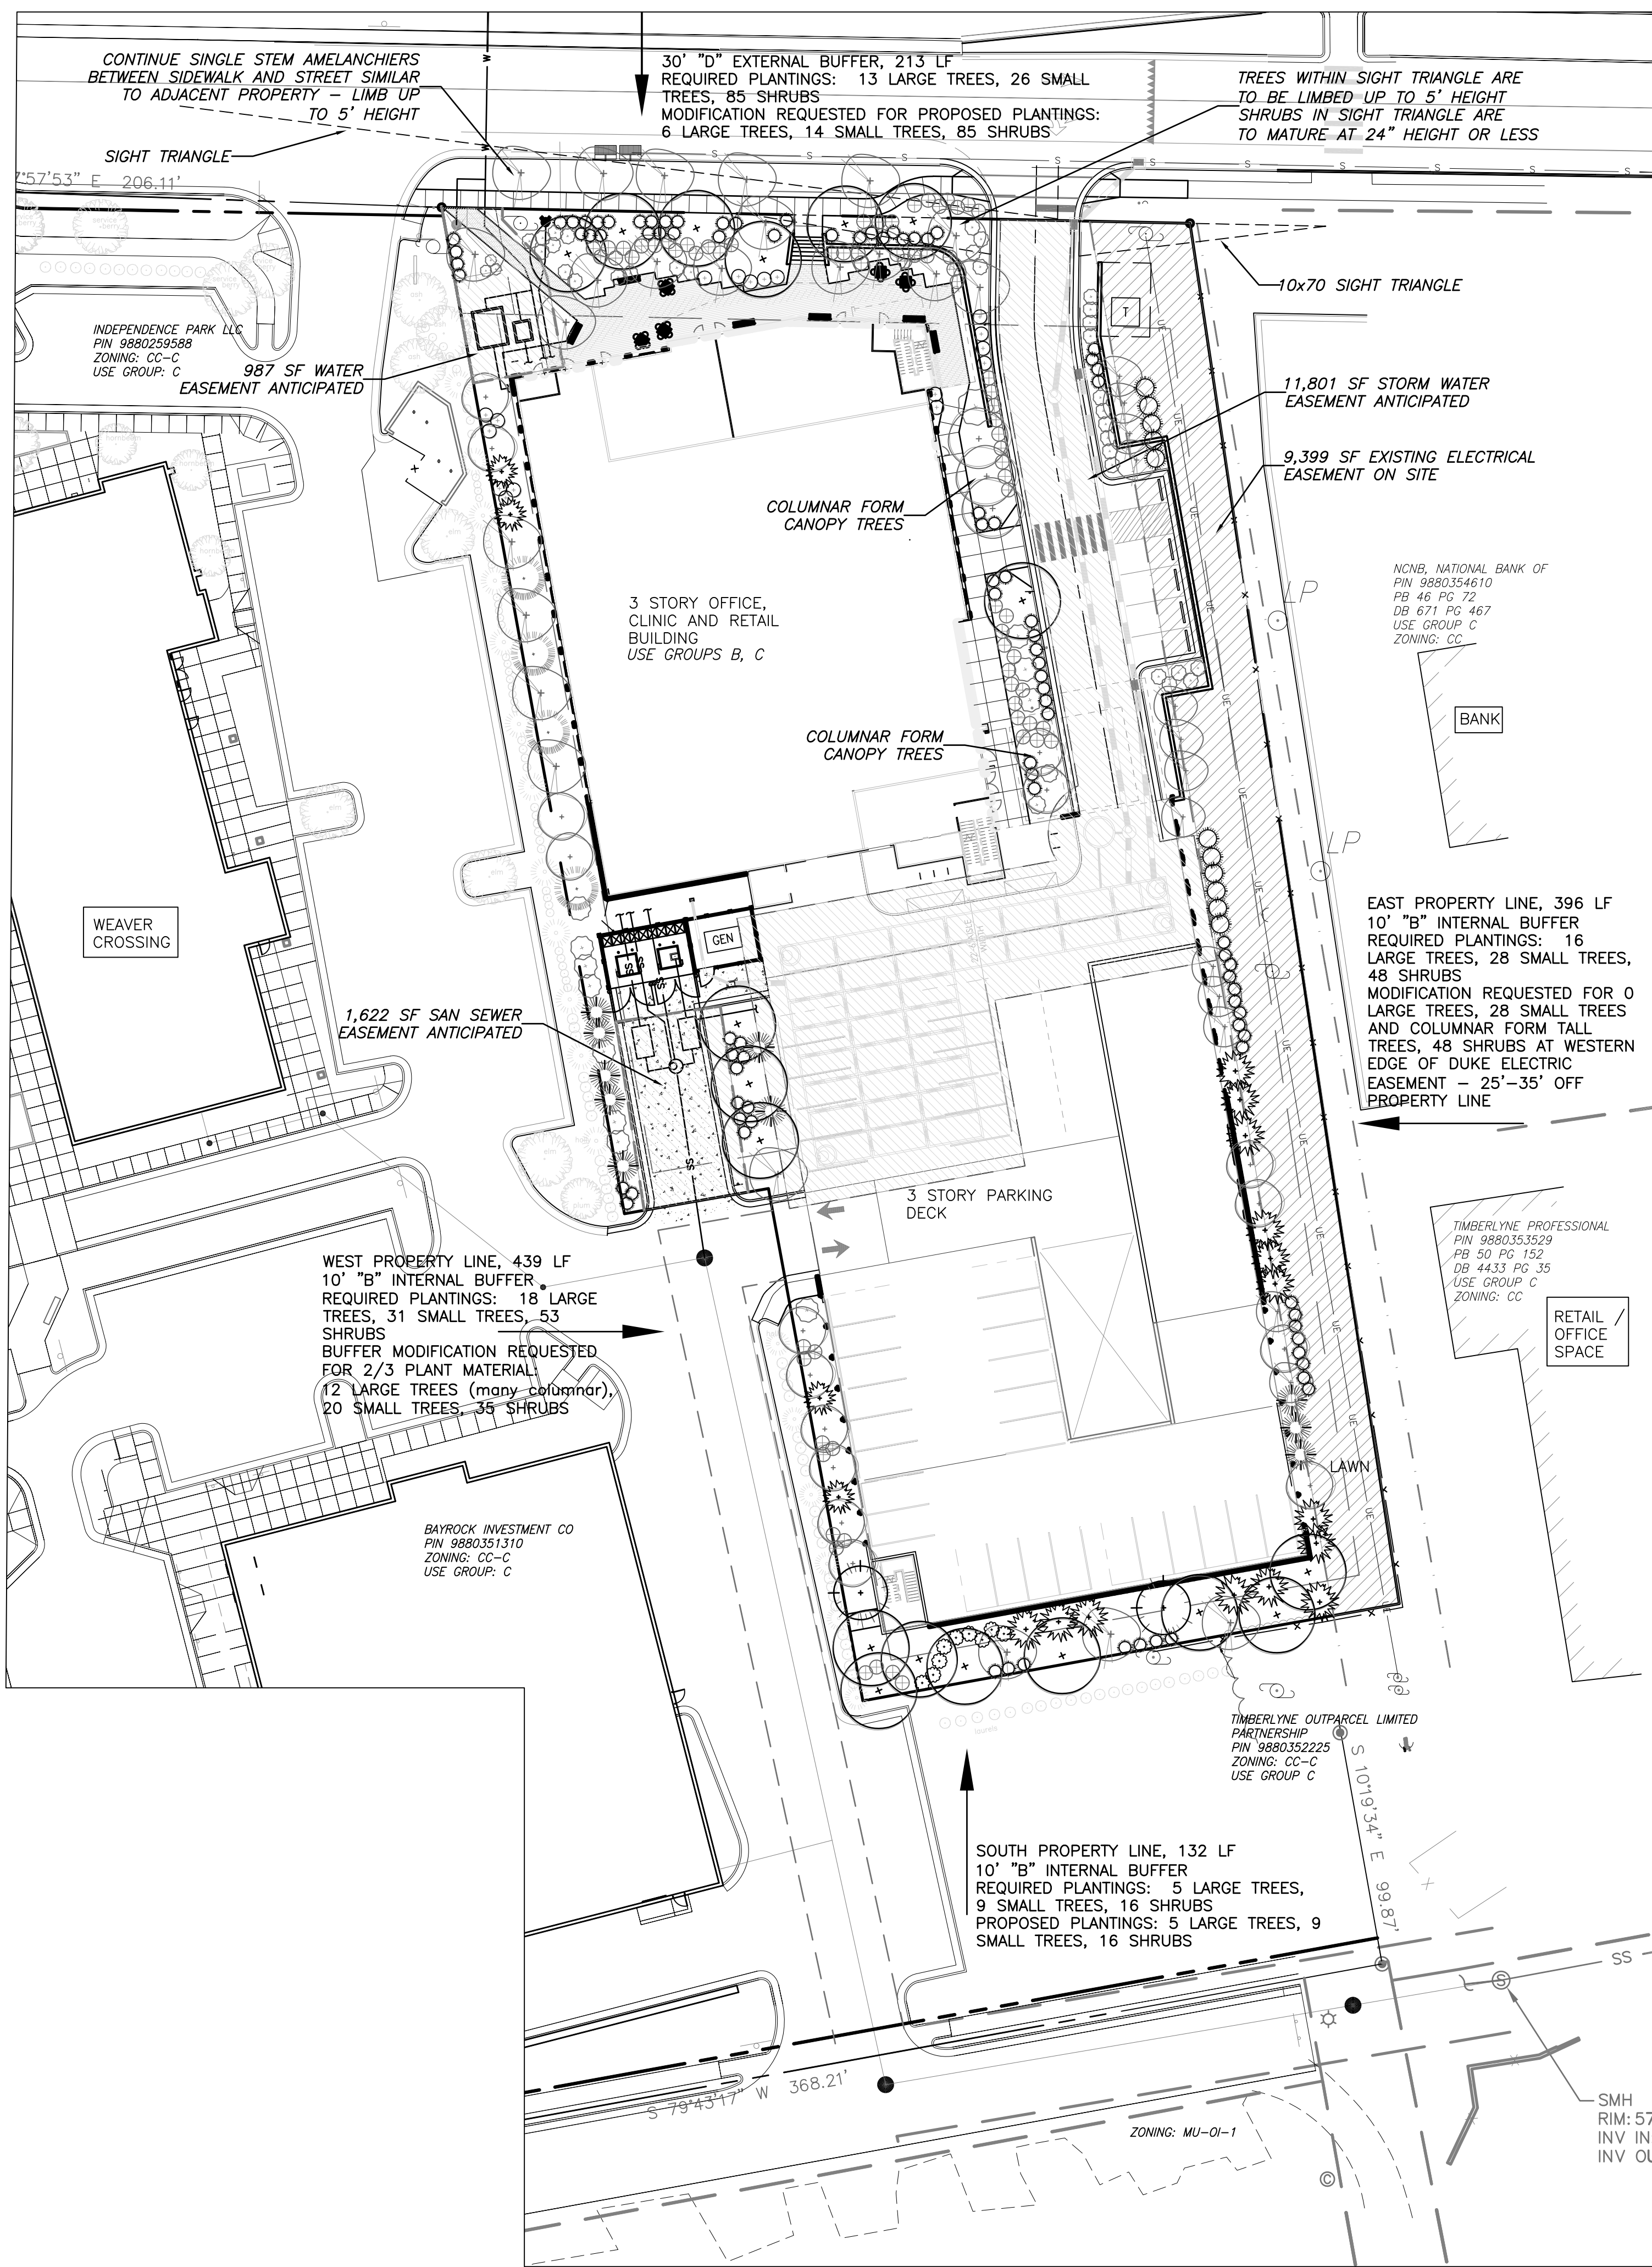 CONTINUE SINGLE STEM AMELANCHIERS
BETWEEN SIDEWALK AND STREET SIMILAR
TO ADJACENT PROPERTY – LIMB UP
TO 5' HEIGHT
30' "D" EXTERNAL BUFFER, 213 LF
REQUIRED PLANTINGS: 13 LARGE TREES, 26 SMALL
TREES, 85 SHRUBS
MODIFICATION REQUESTED FOR PROPOSED PLANTINGS:
6 LARGE TREES, 14 SMALL TREES, 85 SHRUBS
TREES WITHIN SIGHT TRIANGLE ARE
TO BE LIMBED UP TO 5' HEIGHT
SHRUBS IN SIGHT TRIANGLE ARE
TO MATURE AT 24" HEIGHT OR LESS
SIGHT TRIANGLE
7°57'53" E 206.11'
10x70 SIGHT TRIANGLE
INDEPENDENCE PARK LLC
PIN 9880259588
ZONING: CC-C
USE GROUP: C
987 SF WATER
EASEMENT ANTICIPATED
T
11,801 SF STORM WATER
EASEMENT ANTICIPATED
9,399 SF EXISTING ELECTRICAL
EASEMENT ON SITE
COLUMNAR FORM
CANOPY TREES
NCNB, NATIONAL BANK OF
PIN 9880354610
PB 46 PG 72
DB 671 PG 467
USE GROUP C
ZONING: CC
LP
3 STORY OFFICE,
CLINIC AND RETAIL
BUILDING
USE GROUPS B, C
BANK
COLUMNAR FORM
CANOPY TREES
LP
WEAVER
CROSSING
GEN
EAST PROPERTY LINE, 396 LF
10' "B" INTERNAL BUFFER
REQUIRED PLANTINGS: 16
LARGE TREES, 28 SMALL TREES,
48 SHRUBS
MODIFICATION REQUESTED FOR 0
LARGE TREES, 28 SMALL TREES
AND COLUMNAR FORM TALL
TREES, 48 SHRUBS AT WESTERN
EDGE OF DUKE ELECTRIC
EASEMENT – 25'–35' OFF
PROPERTY LINE
1,622 SF SAN SEWER
EASEMENT ANTICIPATED
SS
3 STORY PARKING
DECK
TIMBERLYNE PROFESSIONAL
PIN 9880353529
PB 50 PG 152
DB 4433 PG 35
USE GROUP C
ZONING: CC
RETAIL /
OFFICE
SPACE
WEST PROPERTY LINE, 439 LF
10' "B" INTERNAL BUFFER
REQUIRED PLANTINGS: 18 LARGE
TREES, 31 SMALL TREES, 53
SHRUBS
BUFFER MODIFICATION REQUESTED
FOR 2/3 PLANT MATERIAL:
12 LARGE TREES (many columnar),
20 SMALL TREES, 35 SHRUBS
LAWN
BAYROCK INVESTMENT CO
PIN 9880351310
ZONING: CC-C
USE GROUP: C
laurels
TIMBERLYNE OUTPARCEL LIMITED
PARTNERSHIP
PIN 9880352225
ZONING: CC-C
USE GROUP C
S 10°19'34" E 99.87'
SOUTH PROPERTY LINE, 132 LF
10' "B" INTERNAL BUFFER
REQUIRED PLANTINGS: 5 LARGE TREES,
9 SMALL TREES, 16 SHRUBS
PROPOSED PLANTINGS: 5 LARGE TREES, 9
SMALL TREES, 16 SHRUBS
SS
S 79°43'17" W 368.21'
ZONING: MU-OI-1
SMH
RIM: 57
INV IN
INV OU